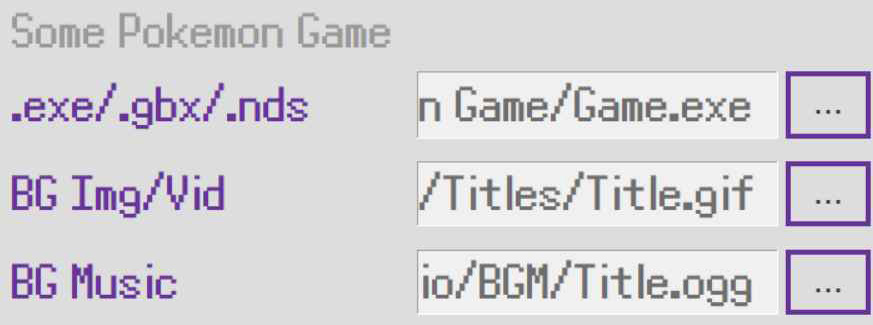 Some Pokemon Game
.exe/.gbx/.nds n Game/Game.exe ...
BG Img/Vid /Titles/Title.gif ...
BG Music io/BGM/Title.ogg ...